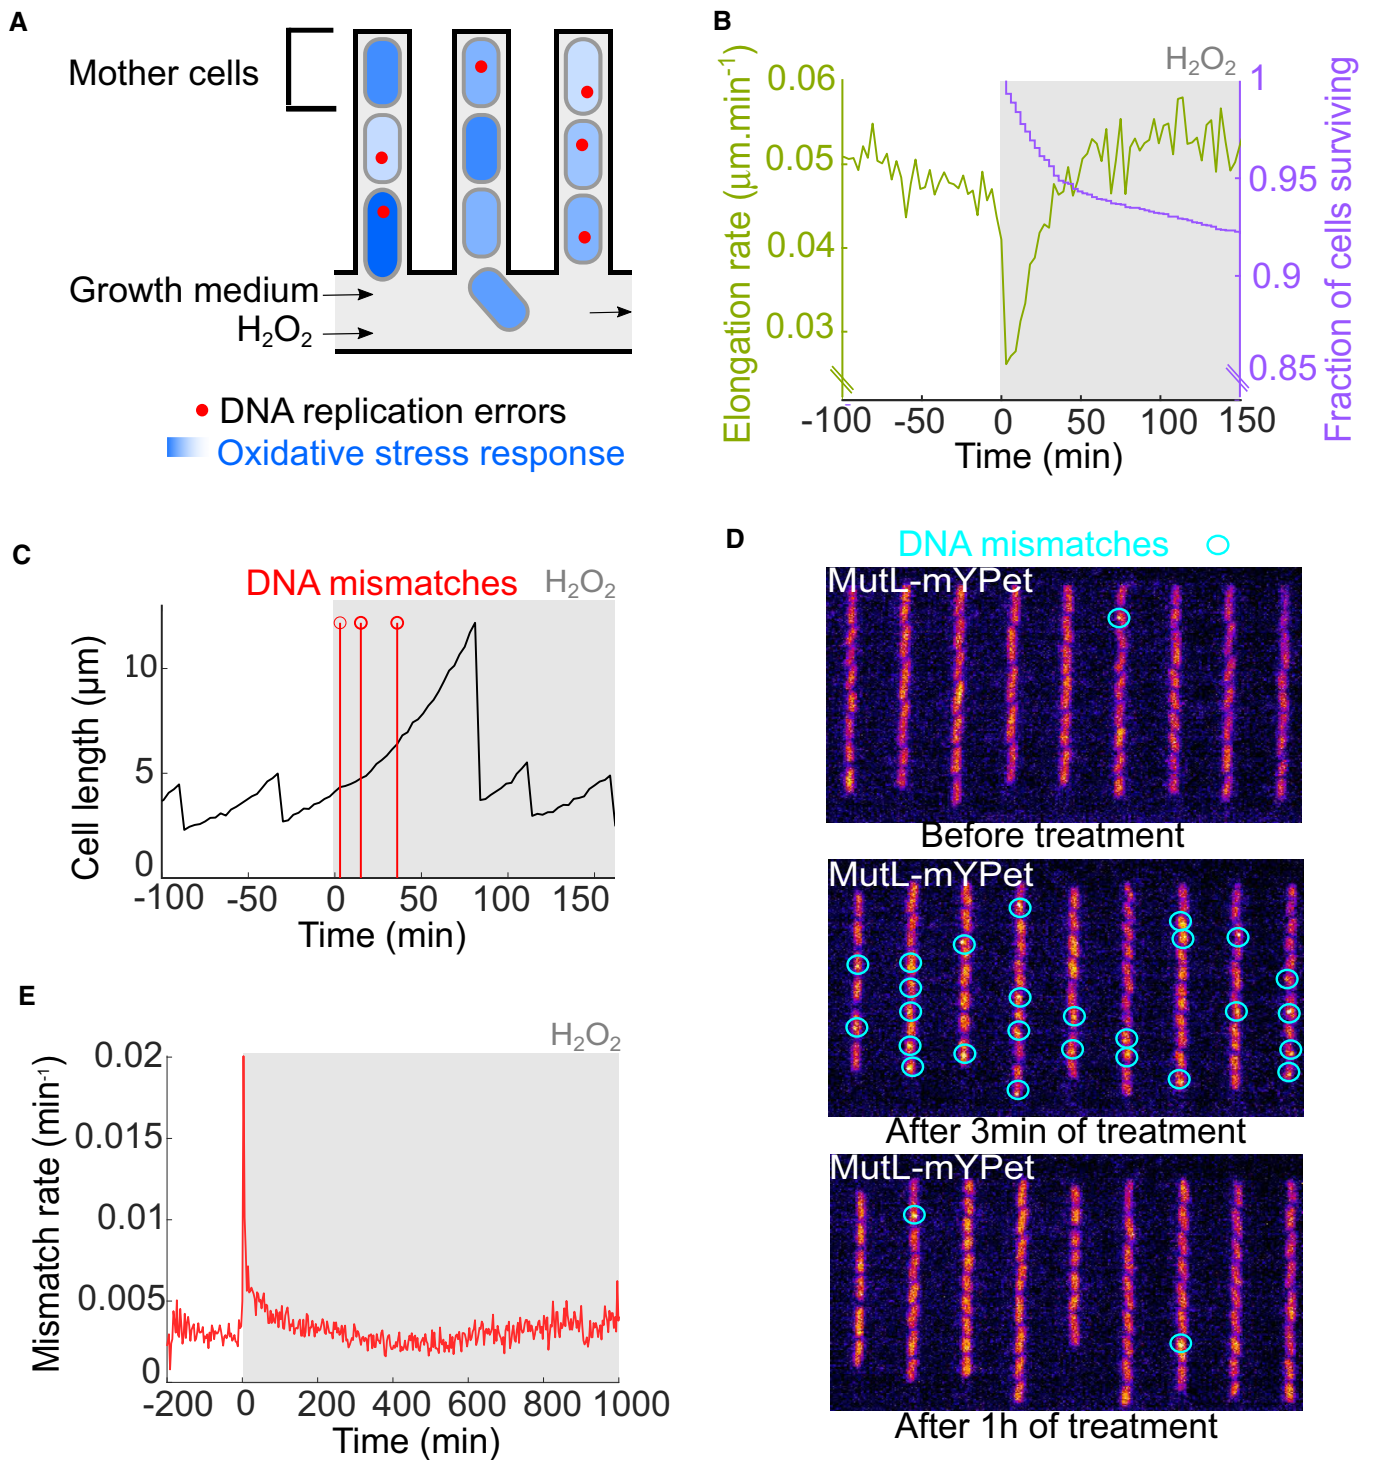 A
Mother cells
Growth medium
H₂O₂
DNA replication errors
Oxidative stress response
B
H₂O₂
Elongation rate (μm.min⁻¹)
0.06
0.05
0.04
0.03
1
0.95
0.9
0.85
Fraction of cells surviving
-100 -50 0 50 100 150
Time (min)
C
DNA mismatches H₂O₂
Cell length (μm)
10
5
0
-100 -50 0 50 100 150
Time (min)
D
DNA mismatches
MutL-mYPet
Before treatment
MutL-mYPet
After 3min of treatment
MutL-mYPet
After 1h of treatment
E
H₂O₂
Mismatch rate (min⁻¹)
0.02
0.015
0.01
0.005
0
-200 0 200 400 600 800 1000
Time (min)